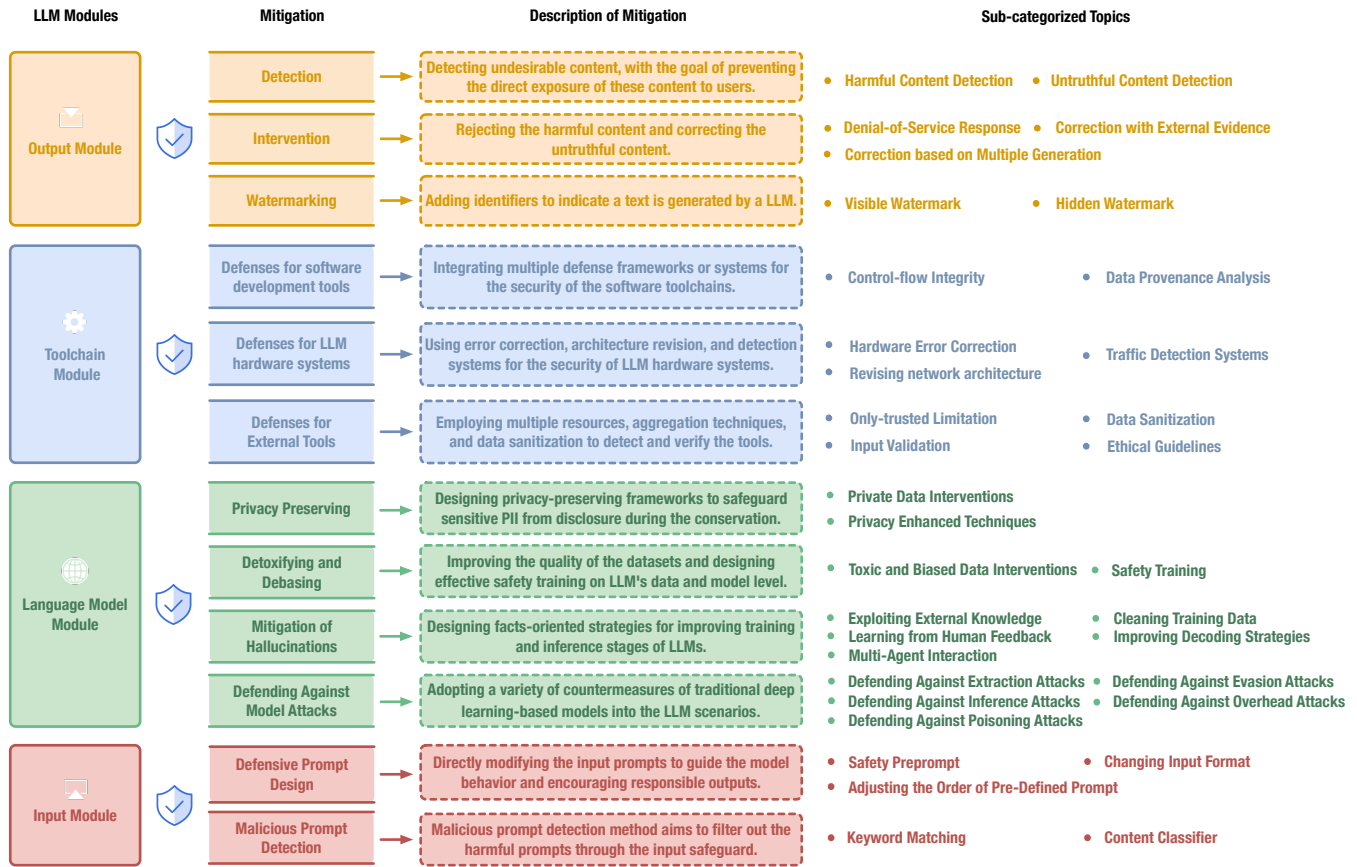 LLM Modules
Mitigation
Description of Mitigation
Sub-categorized Topics
Output Module
Detection
Detecting undesirable content, with the goal of preventing
the direct exposure of these content to users.
Harmful Content Detection
Untruthful Content Detection
Intervention
Rejecting the harmful content and correcting the
untruthful content.
Denial-of-Service Response
Correction with External Evidence
Correction based on Multiple Generation
Watermarking
Adding identifiers to indicate a text is generated by a LLM.
Visible Watermark
Hidden Watermark
Toolchain
Module
Defenses for software
development tools
Integrating multiple defense frameworks or systems for
the security of the software toolchains.
Control-flow Integrity
Data Provenance Analysis
Defenses for LLM
hardware systems
Using error correction, architecture revision, and detection
systems for the security of LLM hardware systems.
Hardware Error Correction
Traffic Detection Systems
Revising network architecture
Defenses for
External Tools
Employing multiple resources, aggregation techniques,
and data sanitization to detect and verify the tools.
Only-trusted Limitation
Data Sanitization
Input Validation
Ethical Guidelines
Language Model
Module
Privacy Preserving
Designing privacy-preserving frameworks to safeguard
sensitive PII from disclosure during the conservation.
Private Data Interventions
Privacy Enhanced Techniques
Detoxifying and
Debasing
Improving the quality of the datasets and designing
effective safety training on LLM's data and model level.
Toxic and Biased Data Interventions
Safety Training
Mitigation of
Hallucinations
Designing facts-oriented strategies for improving training
and inference stages of LLMs.
Exploiting External Knowledge
Cleaning Training Data
Learning from Human Feedback
Improving Decoding Strategies
Multi-Agent Interaction
Defending Against
Model Attacks
Adopting a variety of countermeasures of traditional deep
learning-based models into the LLM scenarios.
Defending Against Extraction Attacks
Defending Against Evasion Attacks
Defending Against Inference Attacks
Defending Against Overhead Attacks
Defending Against Poisoning Attacks
Input Module
Defensive Prompt
Design
Directly modifying the input prompts to guide the model
behavior and encouraging responsible outputs.
Safety Preprompt
Changing Input Format
Adjusting the Order of Pre-Defined Prompt
Malicious Prompt
Detection
Malicious prompt detection method aims to filter out the
harmful prompts through the input safeguard.
Keyword Matching
Content Classifier